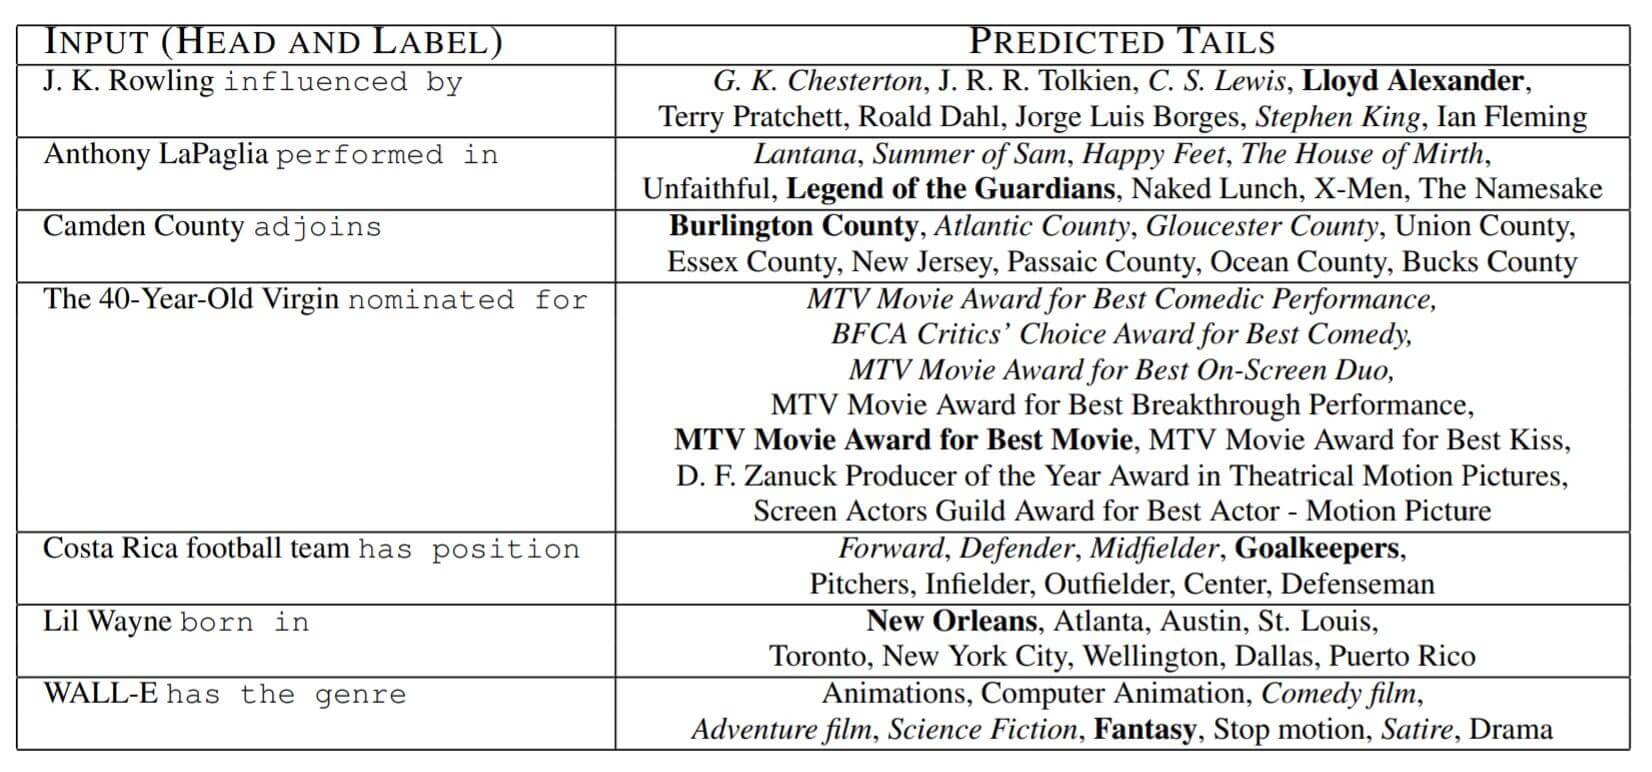 INPUT (HEAD AND LABEL) PREDICTED TAILS
J. K. Rowling influenced by G. K. Chesterton, J. R. R. Tolkien, C. S. Lewis, Lloyd Alexander,
Terry Pratchett, Roald Dahl, Jorge Luis Borges, Stephen King, Ian Fleming
Anthony LaPaglia performed in Lantana, Summer of Sam, Happy Feet, The House of Mirth,
Unfaithful, Legend of the Guardians, Naked Lunch, X-Men, The Namesake
Camden County adjoins Burlington County, Atlantic County, Gloucester County, Union County,
Essex County, New Jersey, Passaic County, Ocean County, Bucks County
The 40-Year-Old Virgin nominated for MTV Movie Award for Best Comedic Performance,
BFCA Critics' Choice Award for Best Comedy,
MTV Movie Award for Best On-Screen Duo,
MTV Movie Award for Best Breakthrough Performance,
MTV Movie Award for Best Movie, MTV Movie Award for Best Kiss,
D. F. Zanuck Producer of the Year Award in Theatrical Motion Pictures,
Screen Actors Guild Award for Best Actor - Motion Picture
Costa Rica football team has position Forward, Defender, Midfielder, Goalkeepers,
Pitchers, Infielder, Outfielder, Center, Defenseman
Lil Wayne born in New Orleans, Atlanta, Austin, St. Louis,
Toronto, New York City, Wellington, Dallas, Puerto Rico
WALL-E has the genre Animations, Computer Animation, Comedy film,
Adventure film, Science Fiction, Fantasy, Stop motion, Satire, Drama